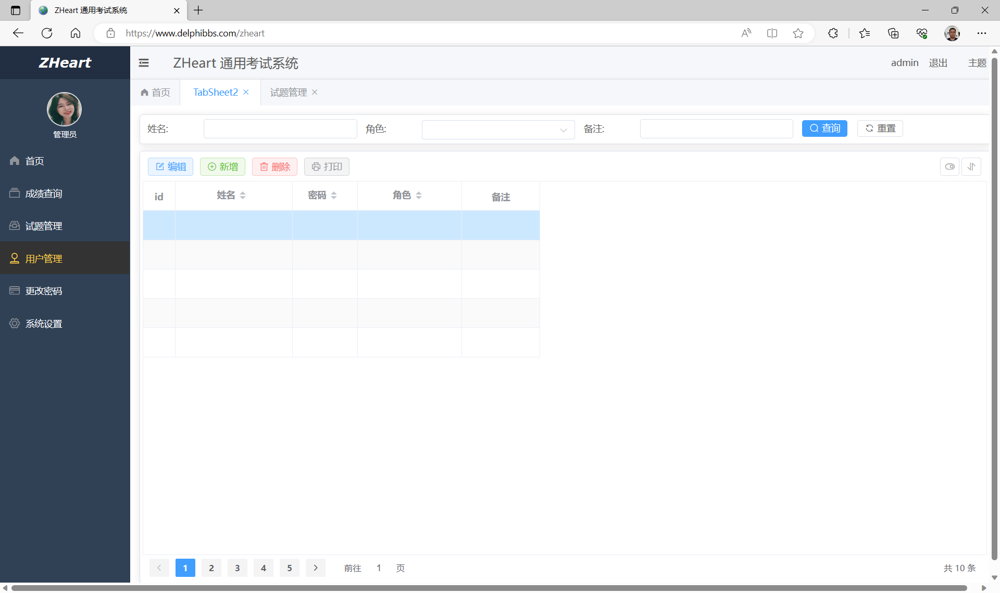 ZHeart 通用考试系统
https://www.delphibbs.com/zheart
ZHeart
ZHeart 通用考试系统
admin 退出 主题
管理员
首页
成绩查询
试题管理
用户管理
更改密码
系统设置
首页 TabSheet2 试题管理
姓名: 角色: 备注: 查询 重置
编辑 新增 删除 打印
id 姓名 密码 角色 备注
1 2 3 4 5 前往 1 页 共 10 条